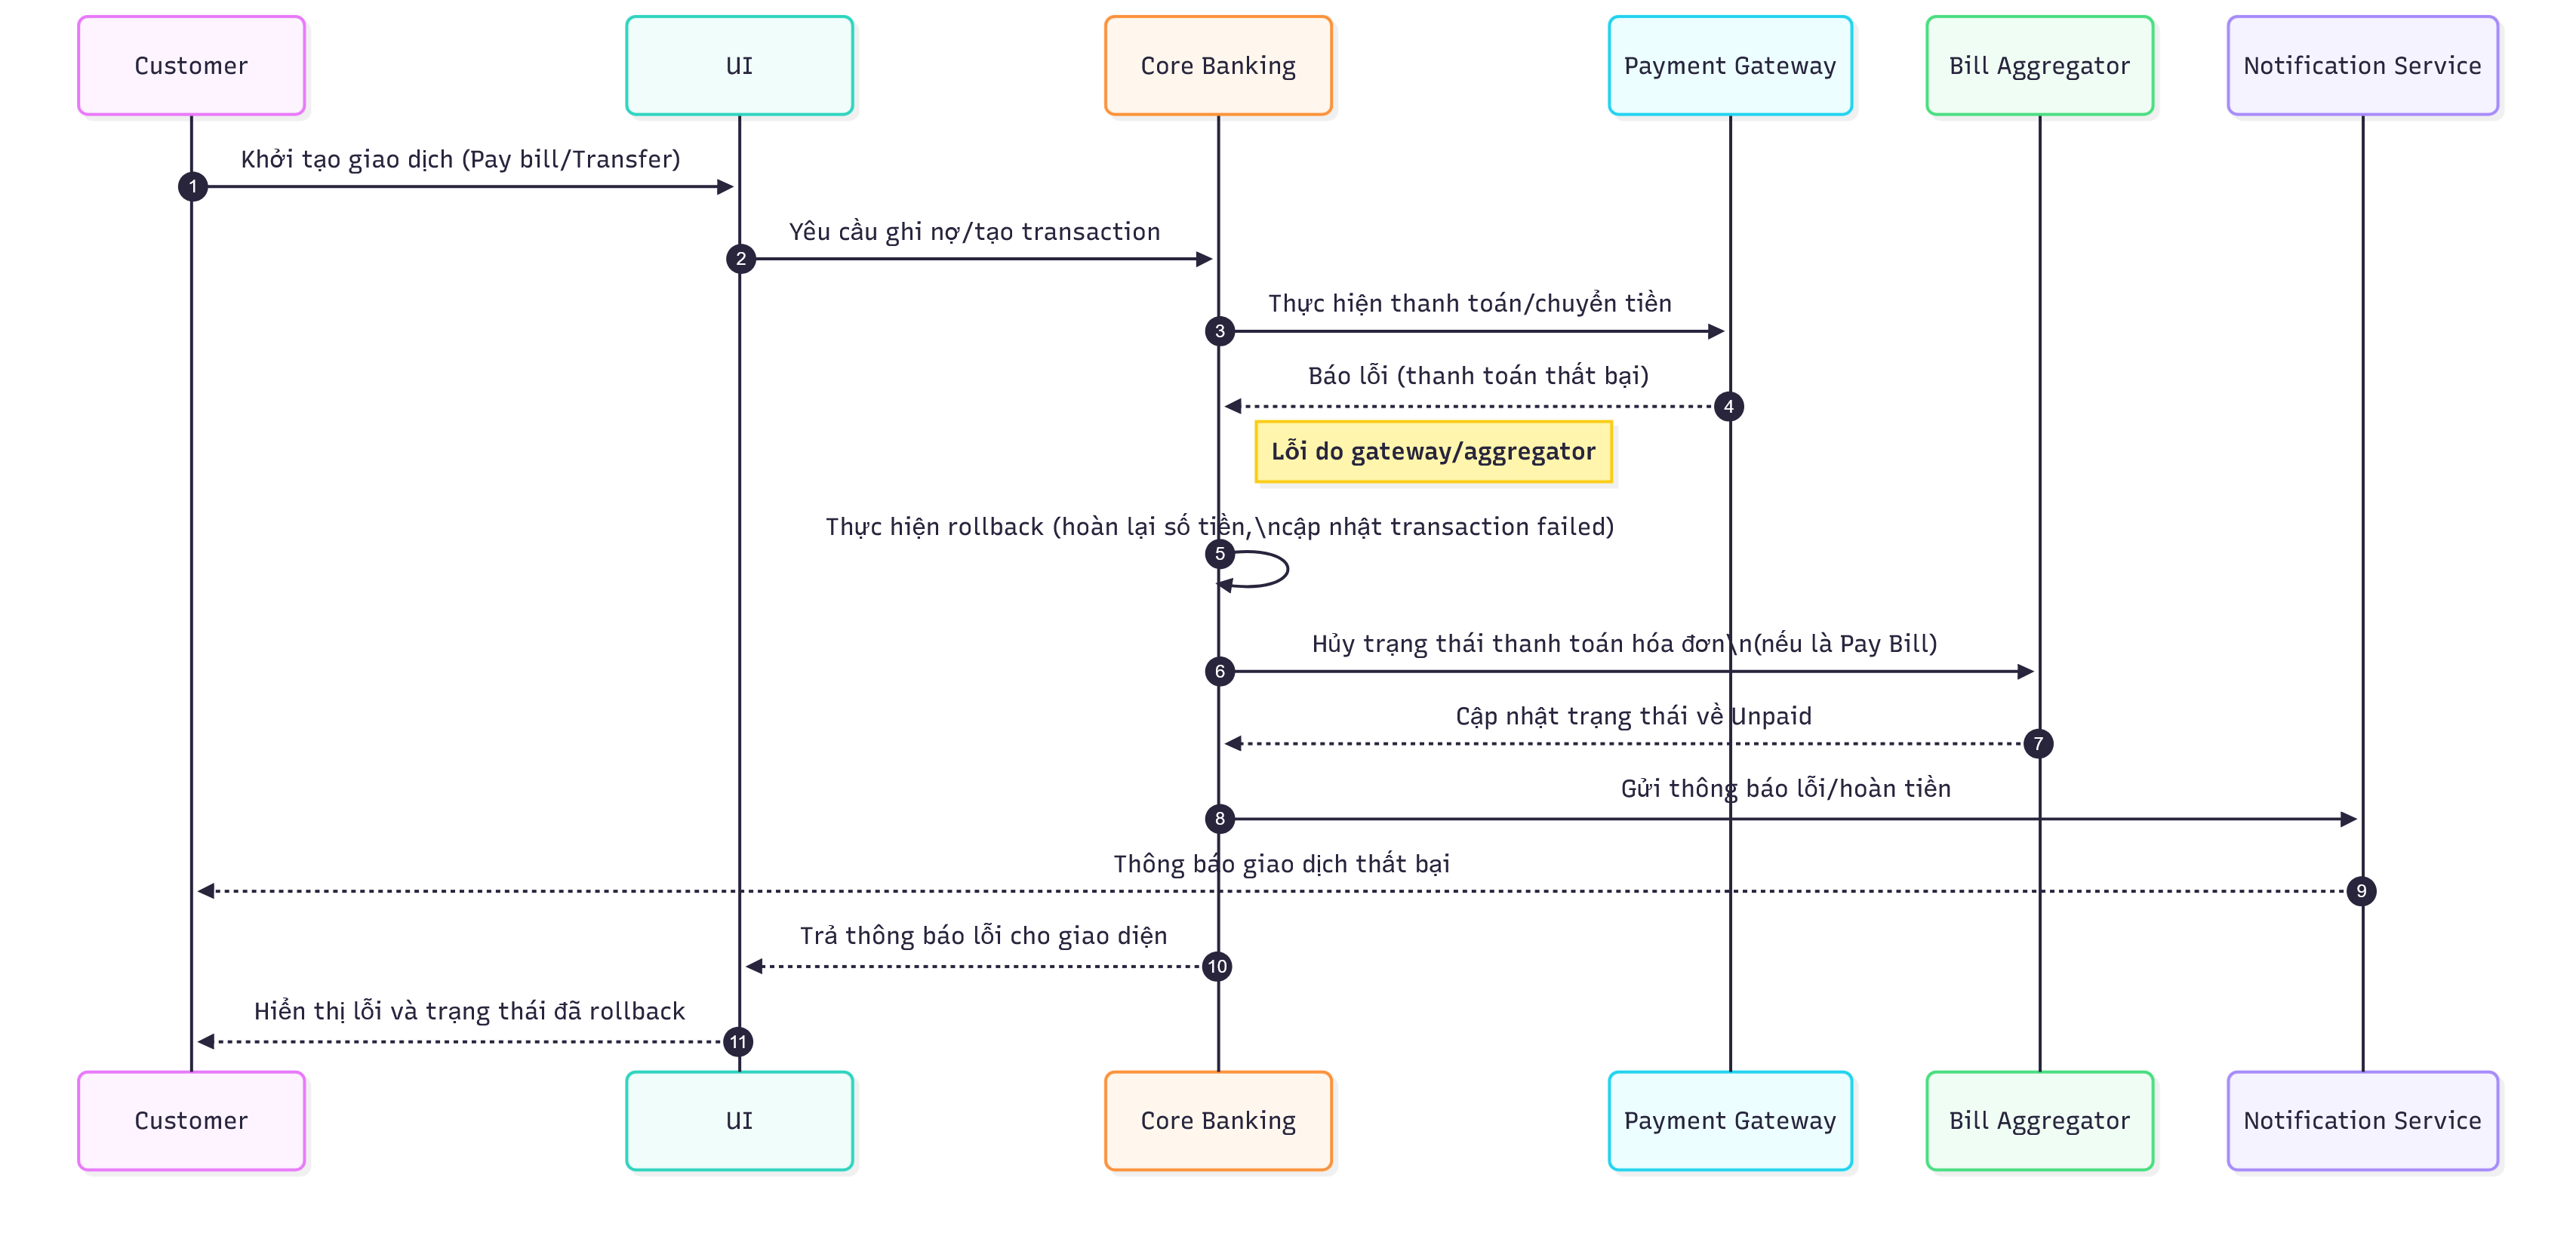 Customer
UI
Core Banking
Payment Gateway
Bill Aggregator
Notification Service
Khởi tạo giao dịch (Pay bill/Transfer)
1
Yêu cầu ghi nợ/tạo transaction
2
Thực hiện thanh toán/chuyển tiền
3
Báo lỗi (thanh toán thất bại)
4
Lỗi do gateway/aggregator
Thực hiện rollback (hoàn lại số tiền,\ncập nhật transaction failed)
5
Hủy trạng thái thanh toán hóa đơn\n(nếu là Pay Bill)
6
Cập nhật trạng thái về Unpaid
7
Gửi thông báo lỗi/hoàn tiền
8
Thông báo giao dịch thất bại
9
Trả thông báo lỗi cho giao diện
10
Hiển thị lỗi và trạng thái đã rollback
11
Customer
UI
Core Banking
Payment Gateway
Bill Aggregator
Notification Service